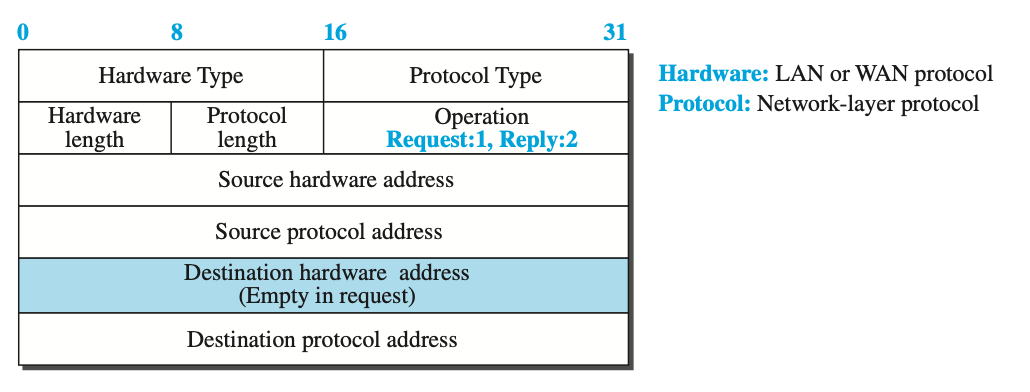 0 8 16 31
Hardware Type Protocol Type
Hardware: LAN or WAN protocol
Protocol: Network-layer protocol
Hardware
length
Protocol
length
Operation
Request:1, Reply:2
Source hardware address
Source protocol address
Destination hardware address
(Empty in request)
Destination protocol address